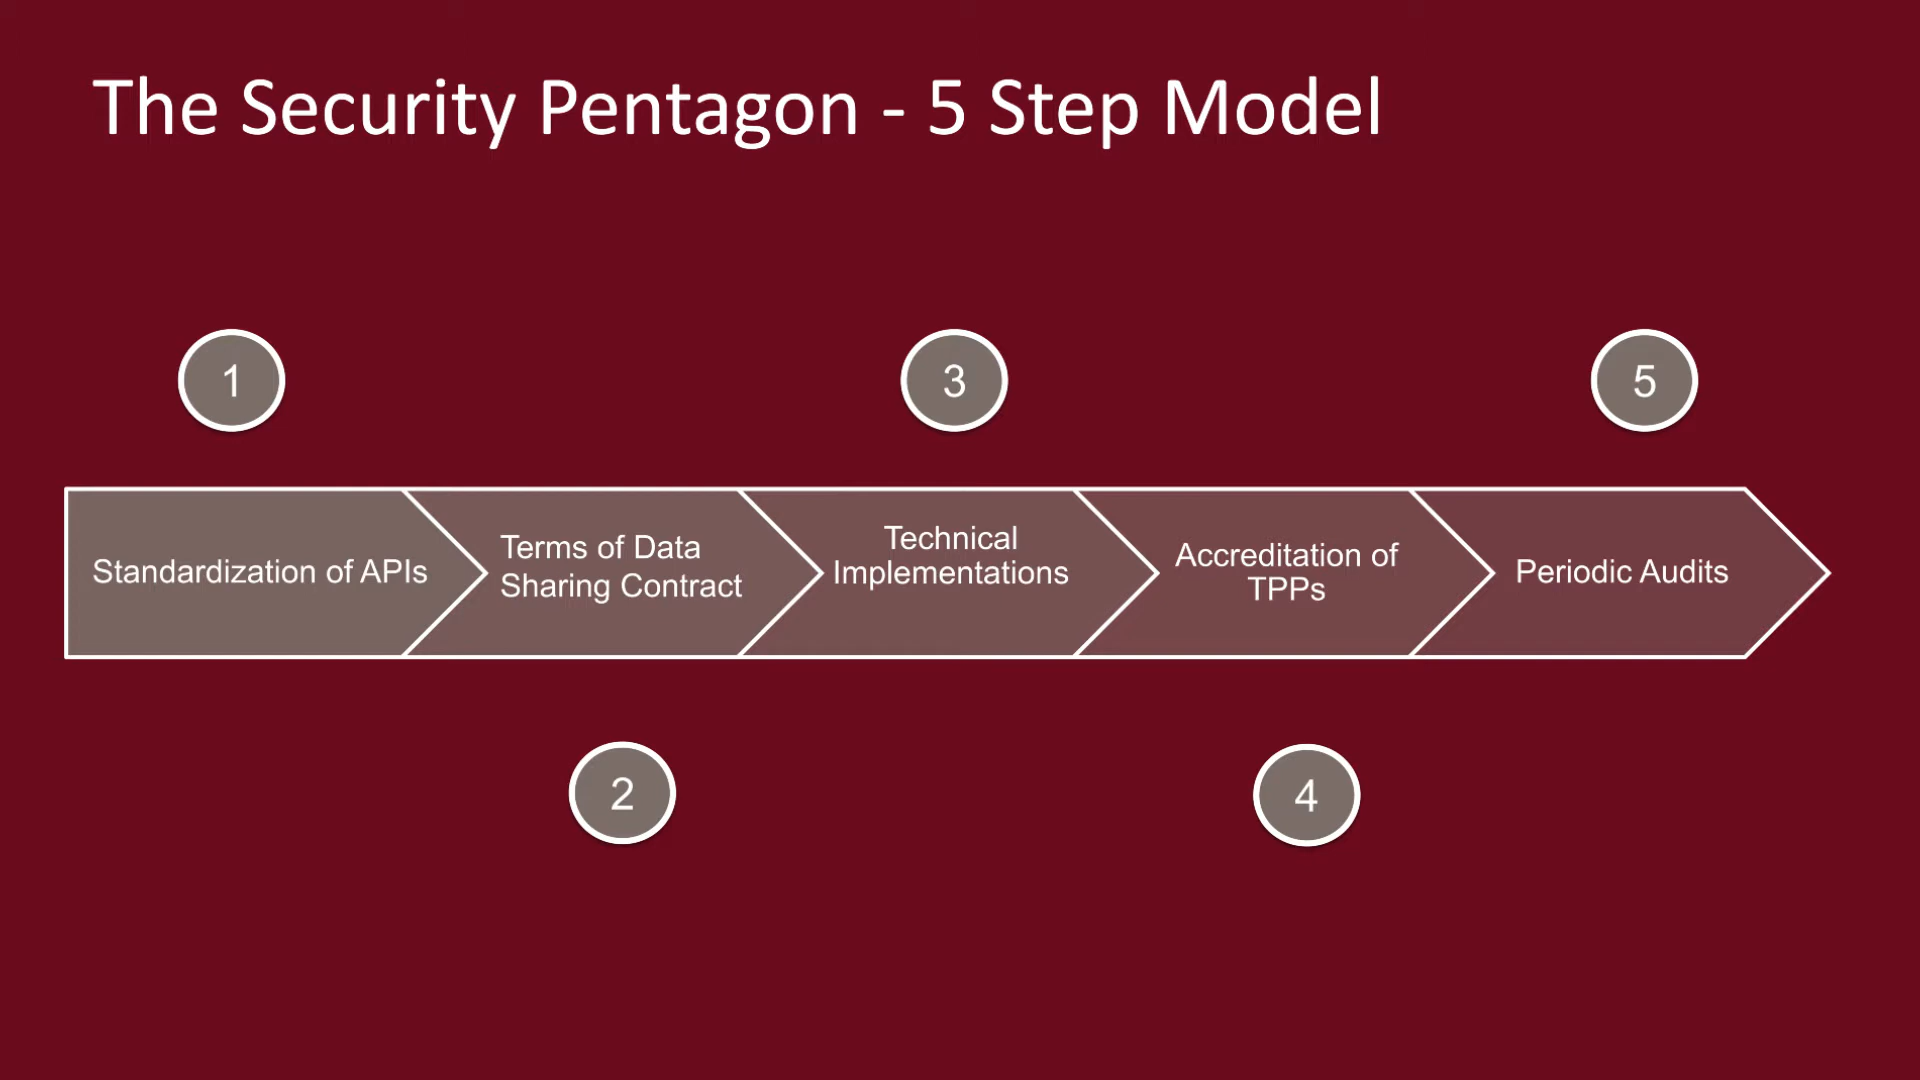 The Security Pentagon - 5 Step Model
1
3
5
Standardization of APIs
Terms of Data
Sharing Contract
Technical
Implementations
Accreditation of
TPPs
Periodic Audits
2
4